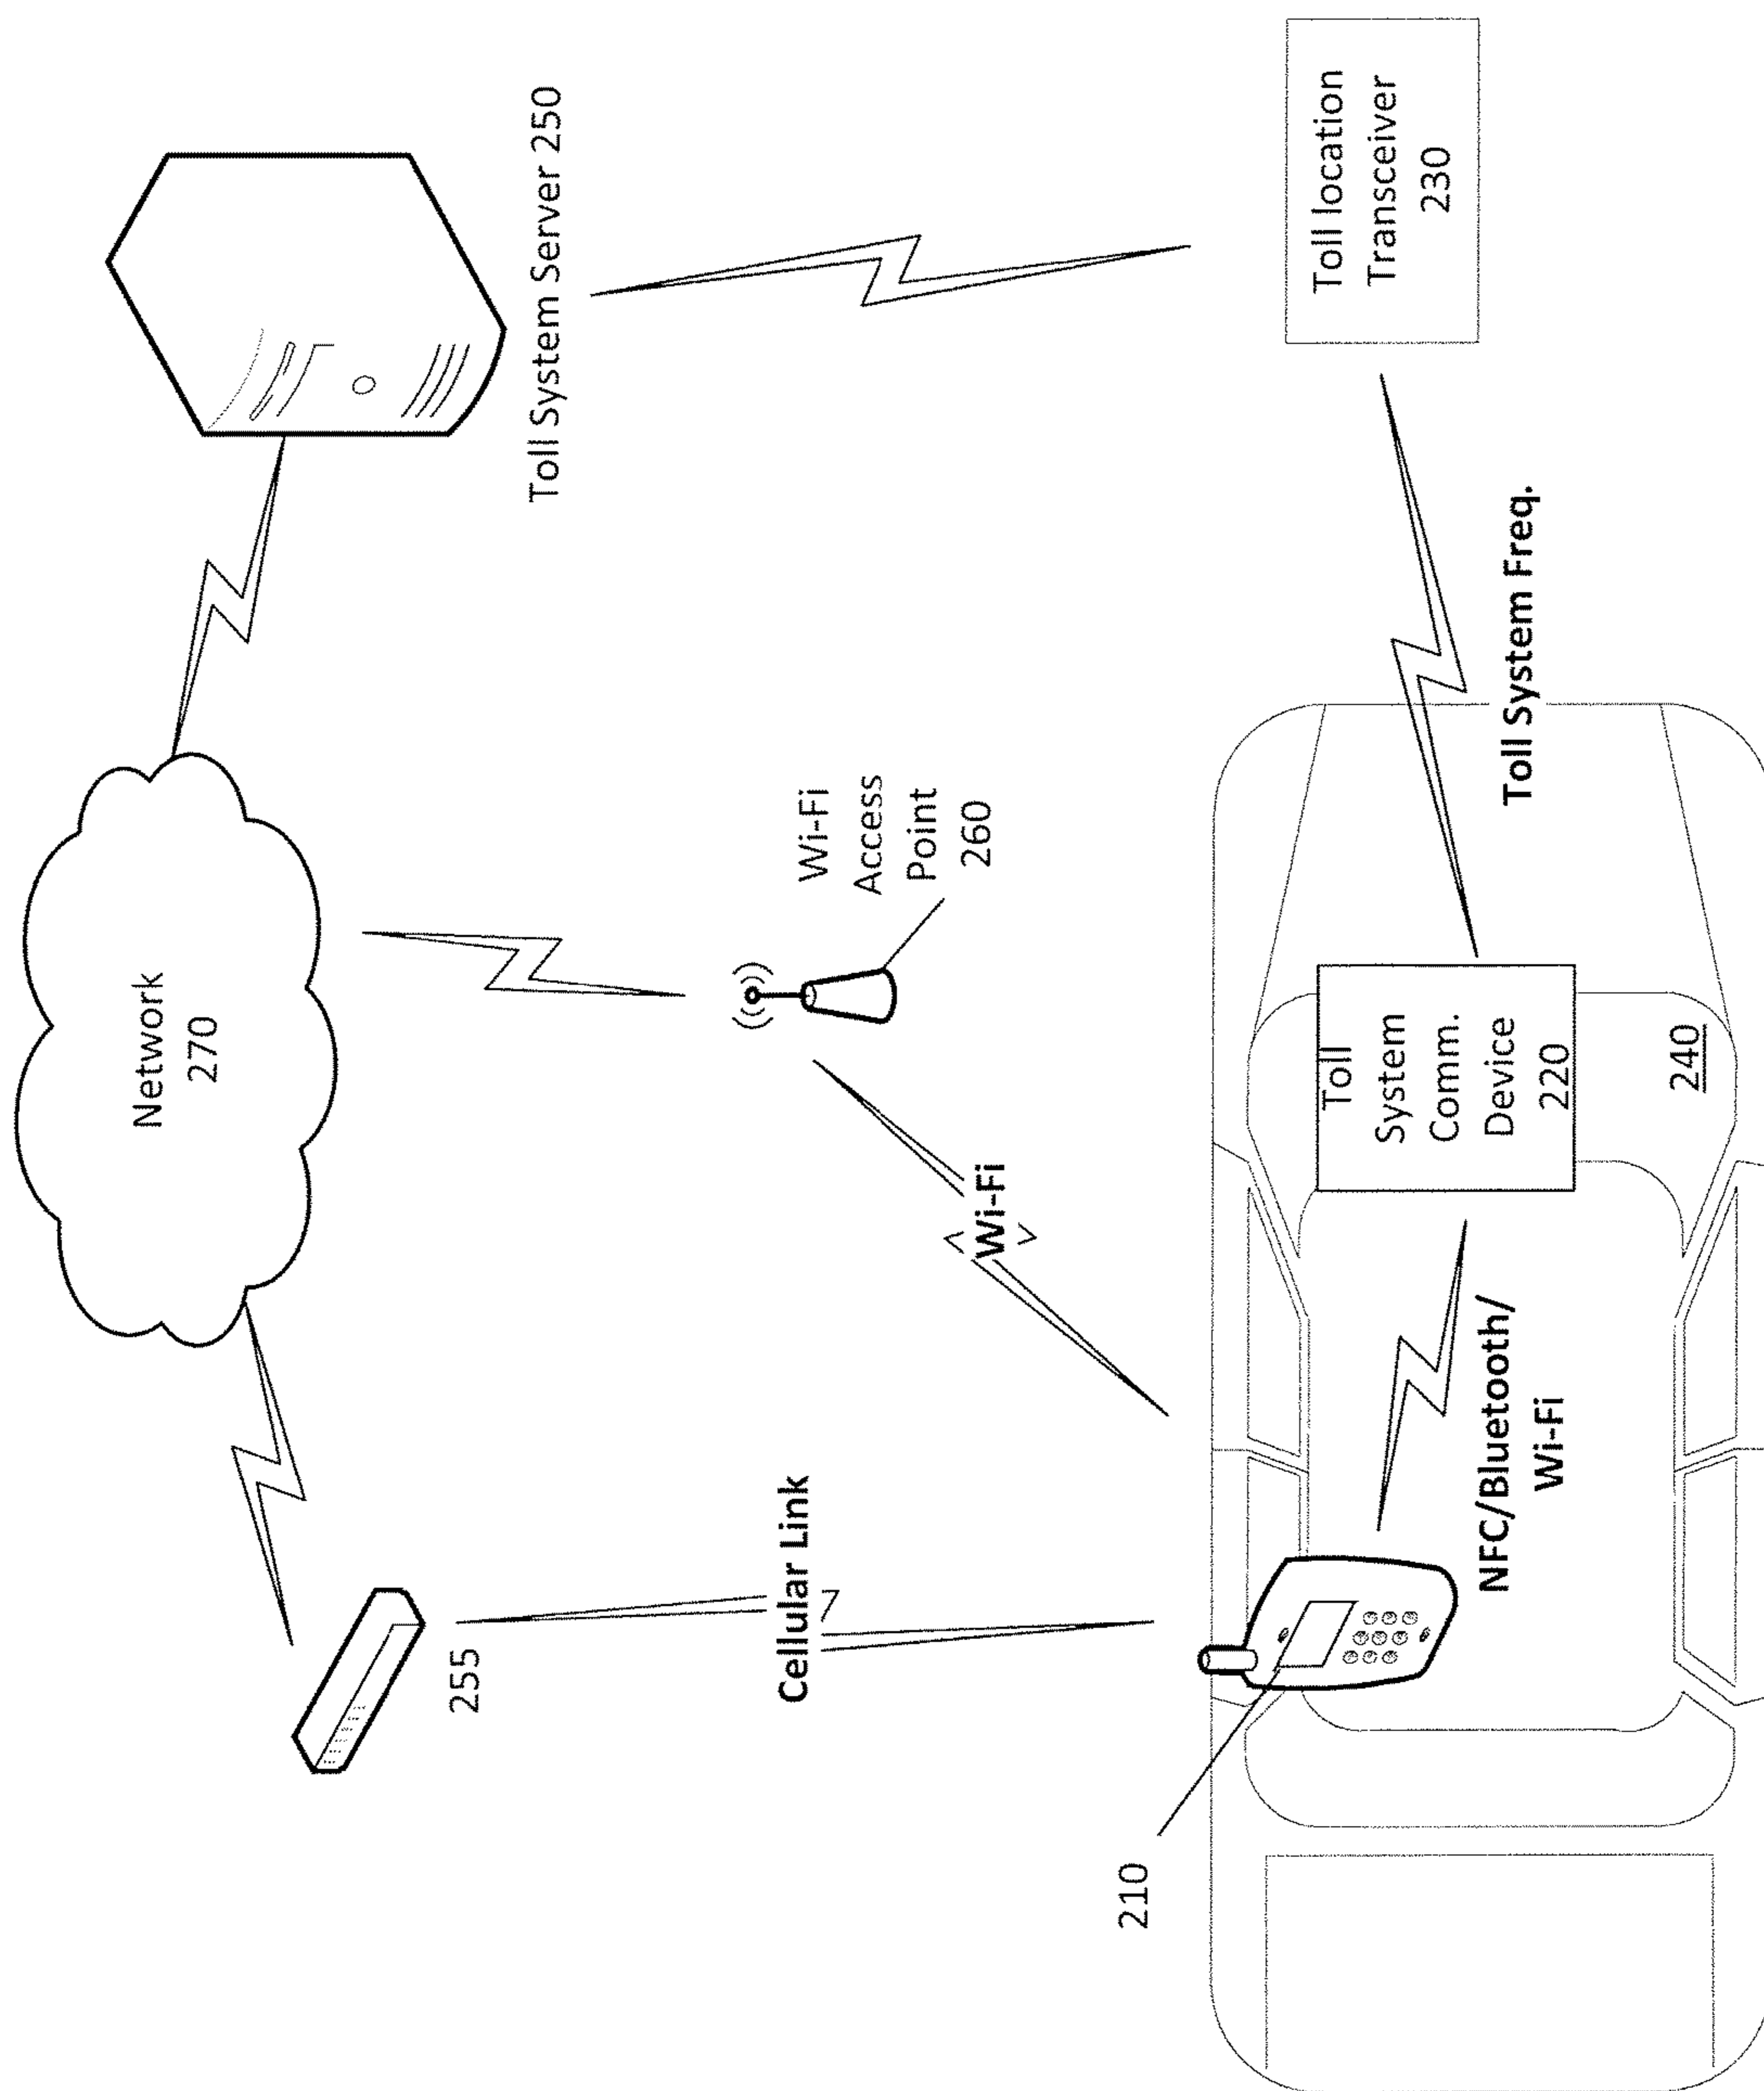 Network
270
Toll System Server 250
255
Wi-Fi
Access
Point
260
Cellular Link
Wi-Fi
210
Toll
System
Comm.
Device
220
240
NFC/Bluetooth/
Wi-Fi
Toll System Freq.
Toll location
Transceiver
230